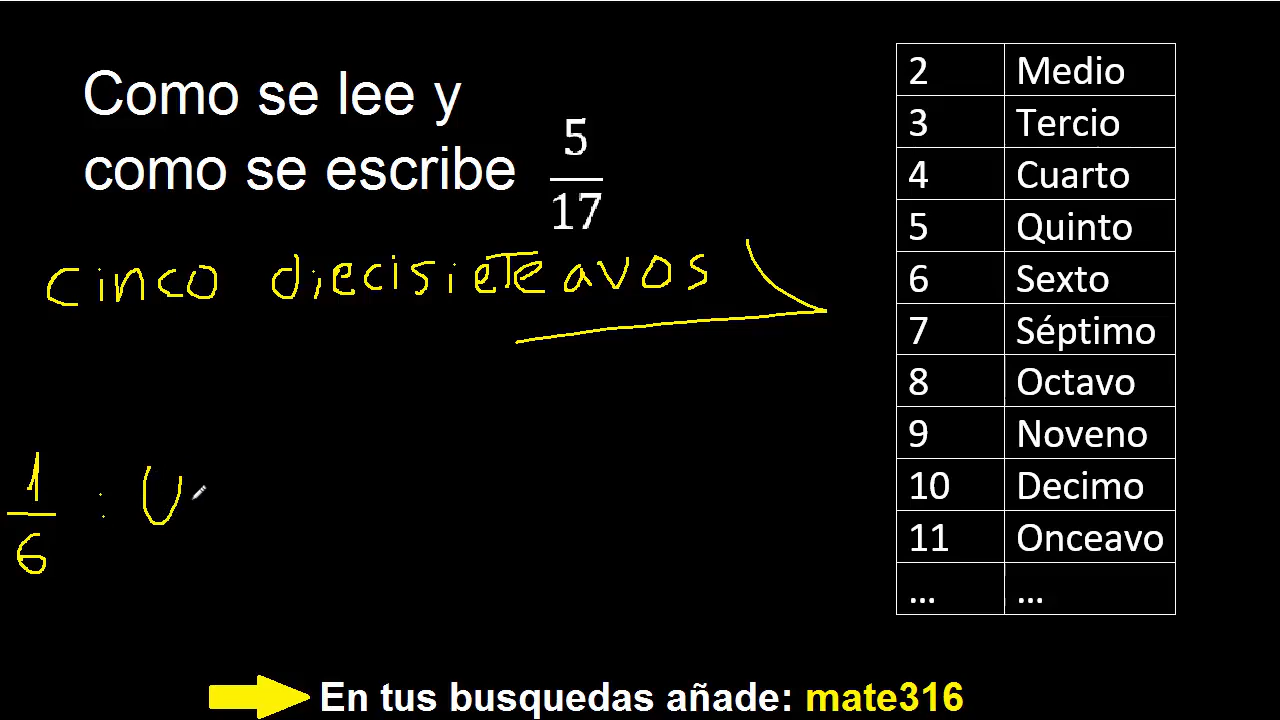 Como se lee y
como se escribe
5
17
cinco diecisieteavos
1
6
: U
2 Medio
3 Tercio
4 Cuarto
5 Quinto
6 Sexto
7 Séptimo
8 Octavo
9 Noveno
10 Decimo
11 Onceavo
... ...
En tus busquedas añade: mate316